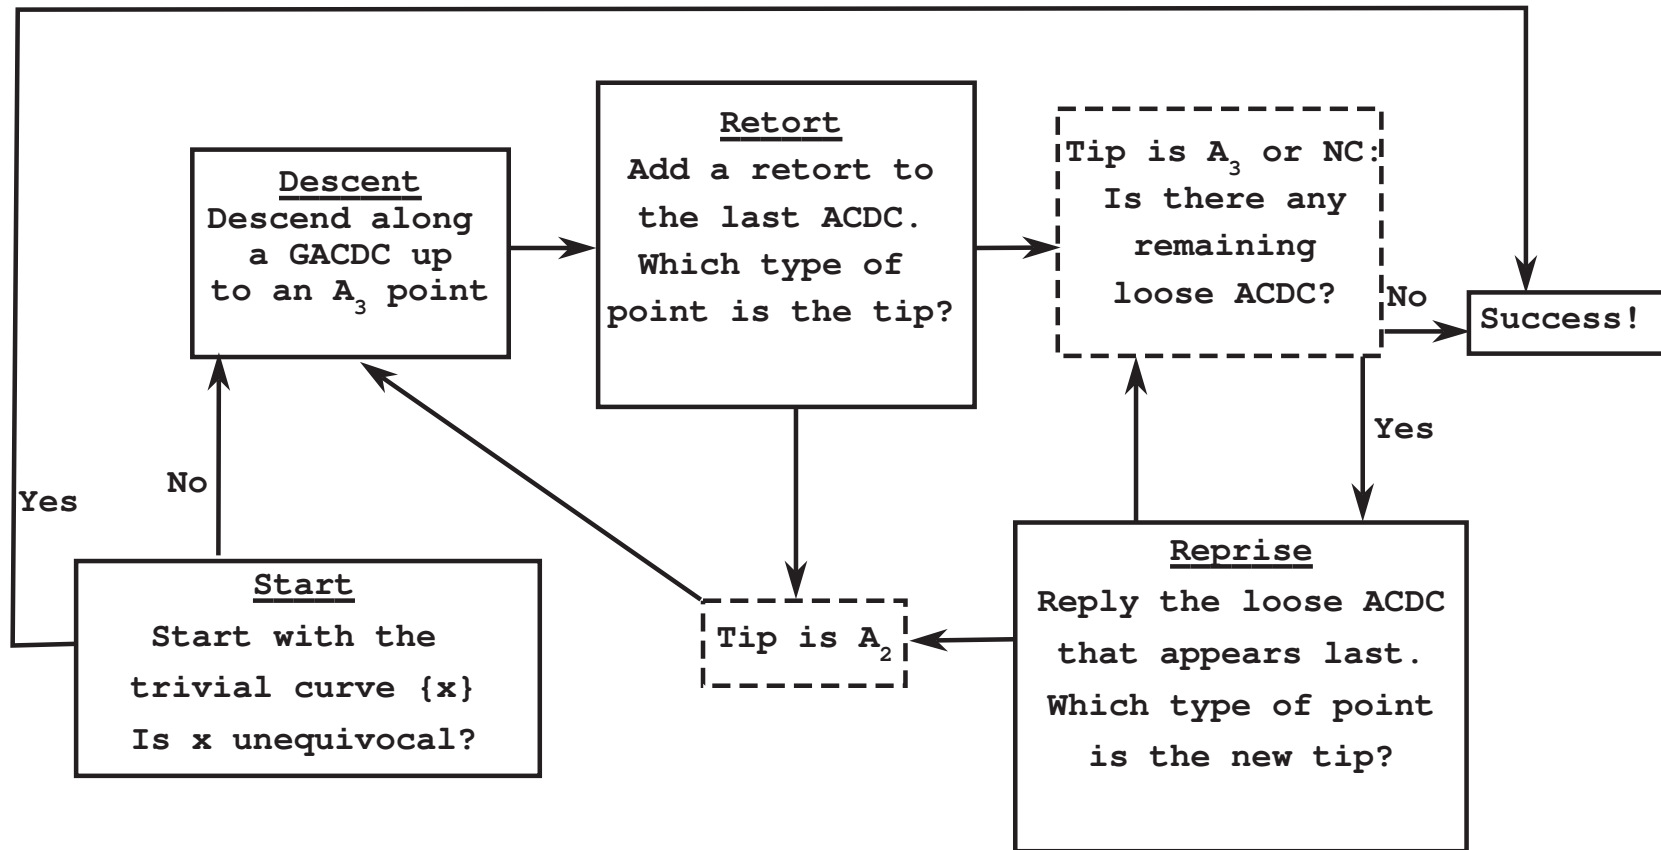 Start
Start with the
trivial curve {x}
Is x unequivocal?
Yes
No
Descent
Descend along
a GACDC up
to an A₃ point
Retort
Add a retort to
the last ACDC.
Which type of
point is the tip?
Tip is A₃ or NC:
Is there any
remaining
loose ACDC?
No
Success!
Yes
Tip is A₂
Reprise
Reply the loose ACDC
that appears last.
Which type of point
is the new tip?